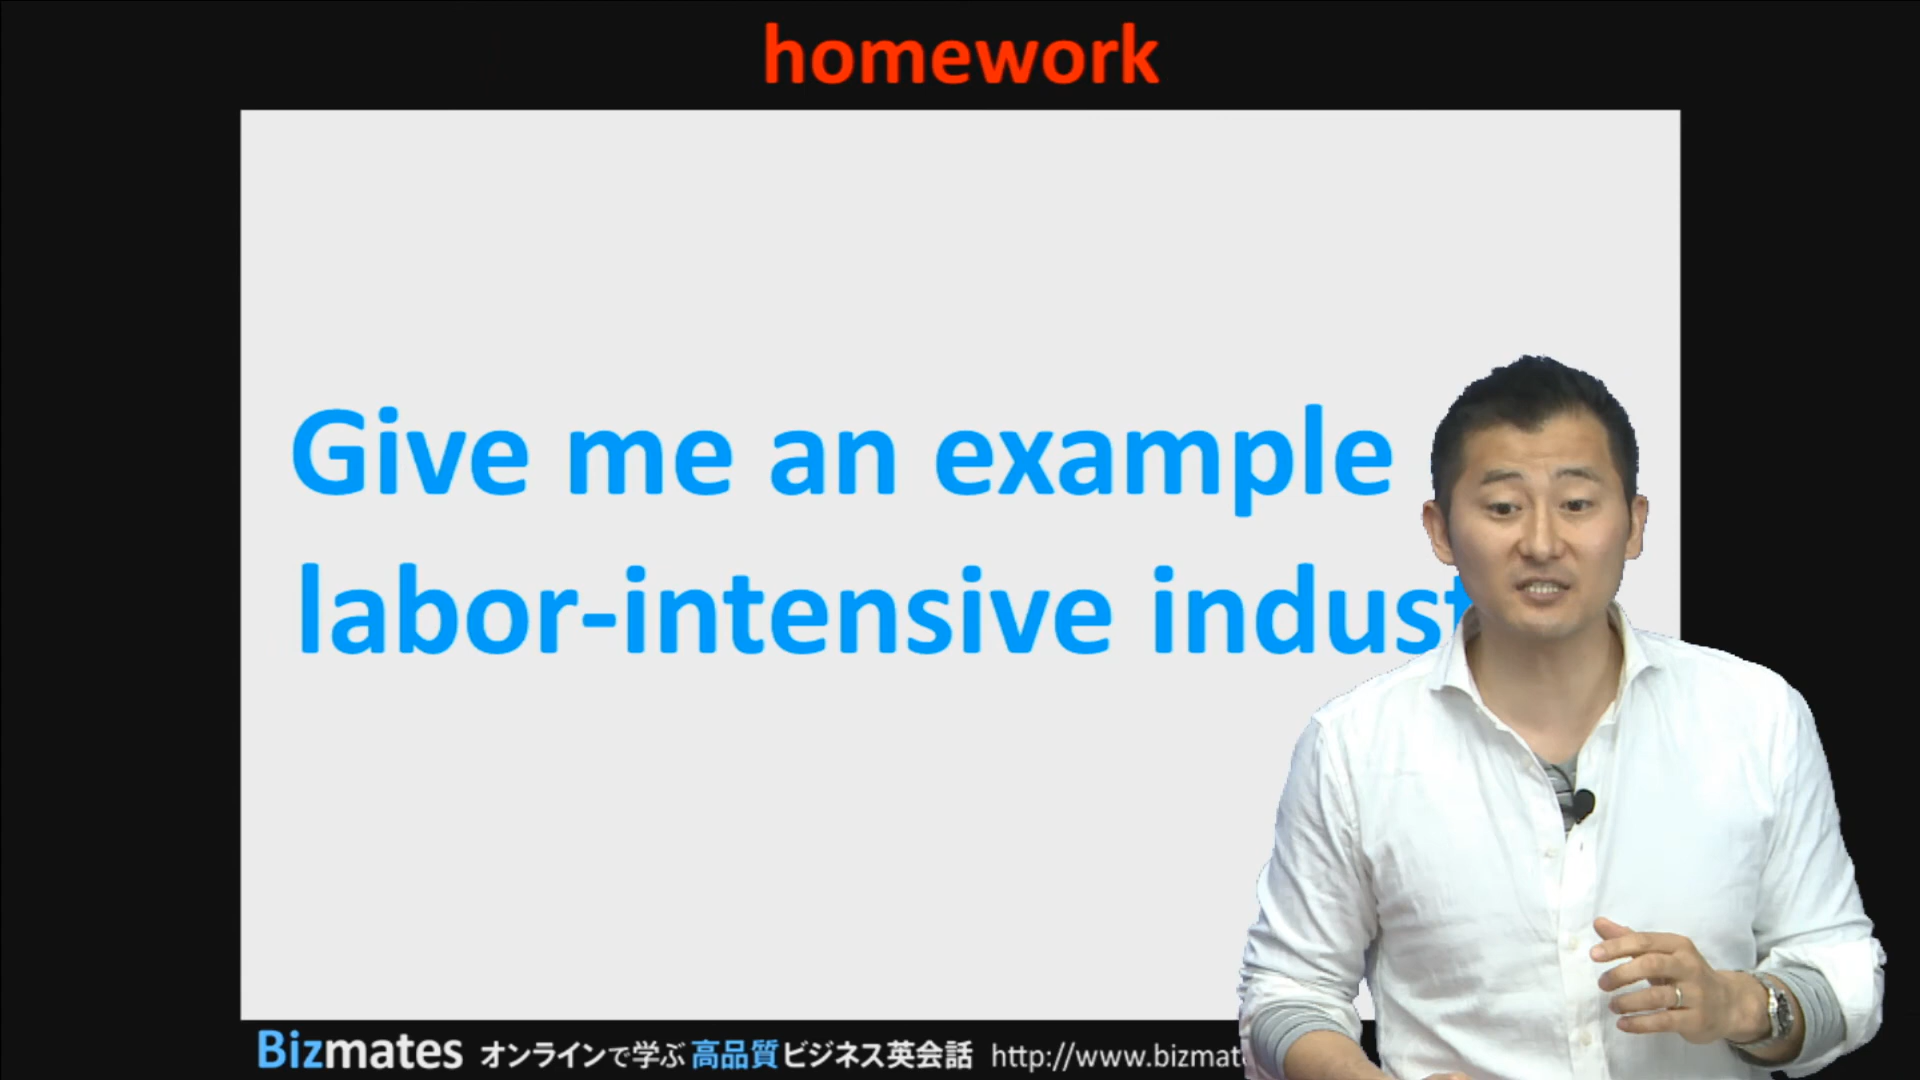 homework
Give me an example
labor-intensive indust
Bizmates オンラインで学ぶ 高品質ビジネス英会話 http://www.bizmat